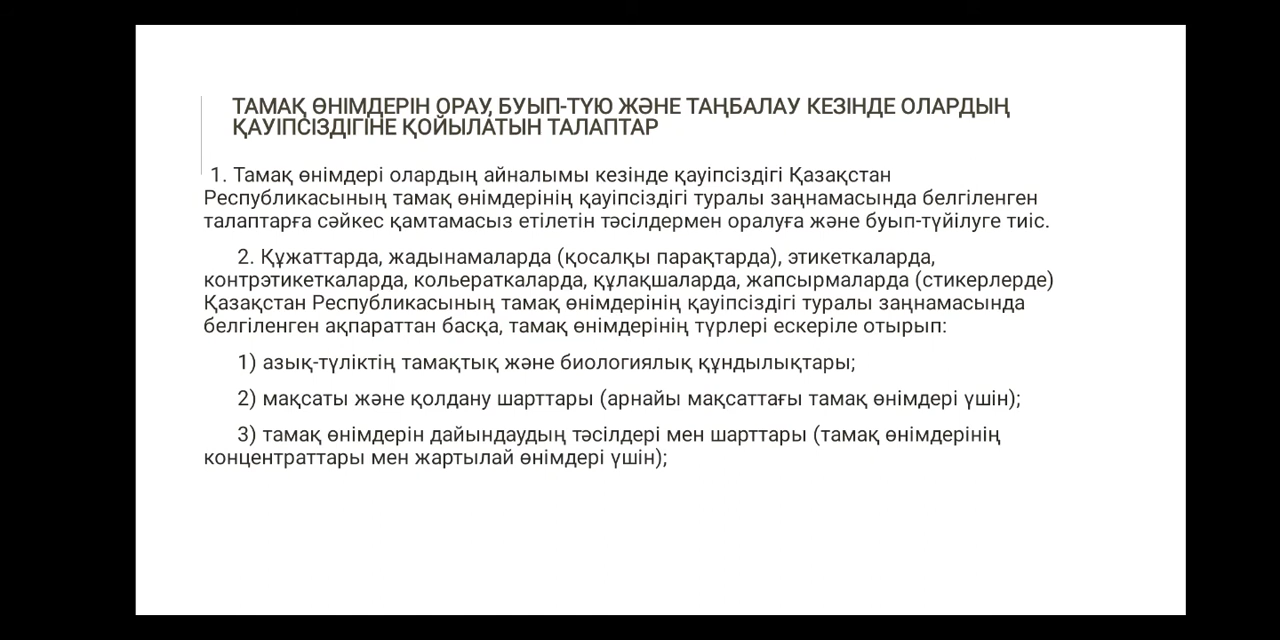 ТАМАҚ ӨНІМДЕРІН ОРАУ, БУЫП-ТҮЮ ЖӘНЕ ТАҢБАЛАУ КЕЗІНДЕ ОЛАРДЫҢ
ҚАУІПСІЗДІГІНЕ ҚОЙЫЛАТЫН ТАЛАПТАР
1. Тамақ өнімдері олардың айналымы кезінде қауіпсіздігі Қазақстан
Республикасының тамақ өнімдерінің қауіпсіздігі туралы заңнамасында белгіленген
талаптарға сәйкес қамтамасыз етілетін тәсілдермен оралуға және буып-түйілуге тиіс.
2. Құжаттарда, жадынамаларда (қосалқы парақтарда), этикеткаларда,
контрэтикеткаларда, кольераткаларда, құлақшаларда, жапсырмаларда (стикерлерде)
Қазақстан Республикасының тамақ өнімдерінің қауіпсіздігі туралы заңнамасында
белгіленген ақпараттан басқа, тамақ өнімдерінің түрлері ескеріле отырып:
1) азық-түліктің тамақтық және биологиялық құндылықтары;
2) мақсаты және қолдану шарттары (арнайы мақсаттағы тамақ өнімдері үшін);
3) тамақ өнімдерін дайындаудың тәсілдері мен шарттары (тамақ өнімдерінің
концентраттары мен жартылай өнімдері үшін);